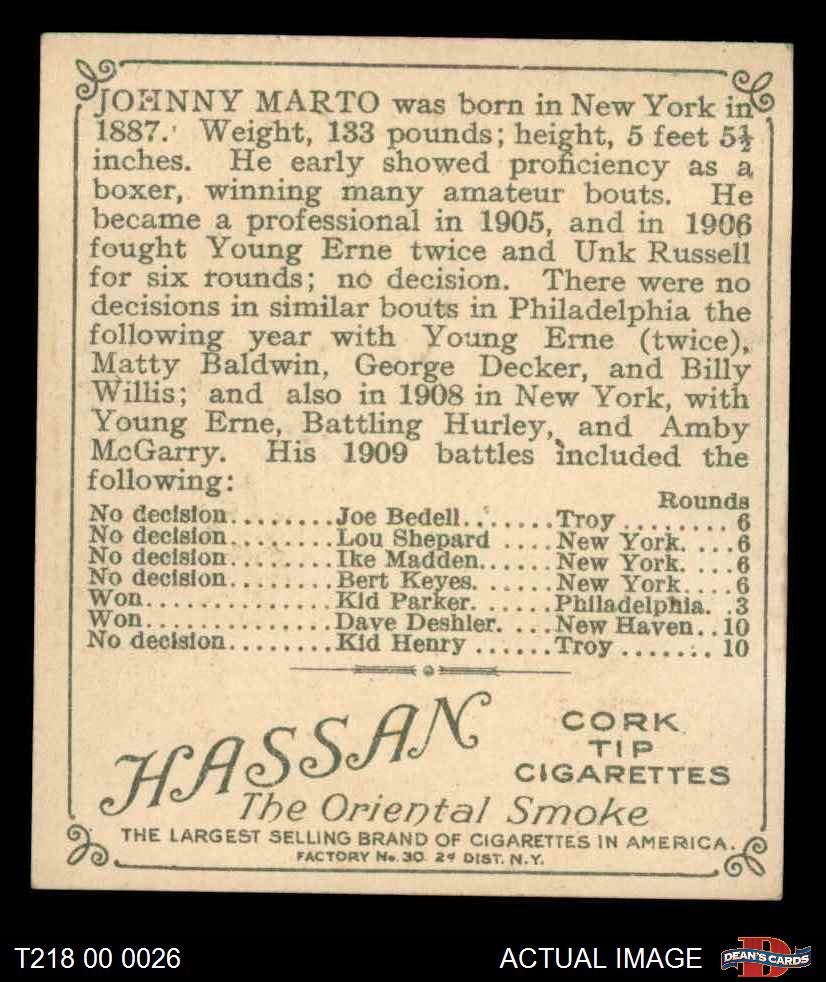 JOHNNY MARTO was born in New York in
1887. Weight, 133 pounds; height, 5 feet 5½
inches. He early showed proficiency as a
boxer, winning many amateur bouts. He
became a professional in 1905, and in 1906
fought Young Erne twice and Unk Russell
for six rounds; no decision. There were no
decisions in similar bouts in Philadelphia the
following year with Young Erne (twice),
Matty Baldwin, George Decker, and Billy
Willis; and also in 1908 in New York, with
Young Erne, Battling Hurley, and Amby
McGarry. His 1909 battles included the
following:
Rounds
No decision........Joe Bedell........Troy ........ 6
No decision........Lou Shepard ....New York. ...6
No decision........Ike Madden......New York. ...6
No decision........Bert Keyes. .....New York....6
Won..............Kid Parker. .....Philadelphia. .3
Won..............Dave Deshler. ...New Haven..10
No decision........Kid Henry ......Troy ....... 10
HASSAN
CORK
TIP
CIGARETTES
The Oriental Smoke
THE LARGEST SELLING BRAND OF CIGARETTES IN AMERICA.
FACTORY No. 30. 2d DIST. N.Y.
T218 00 0026
ACTUAL IMAGE
D
DEAN'S CARDS